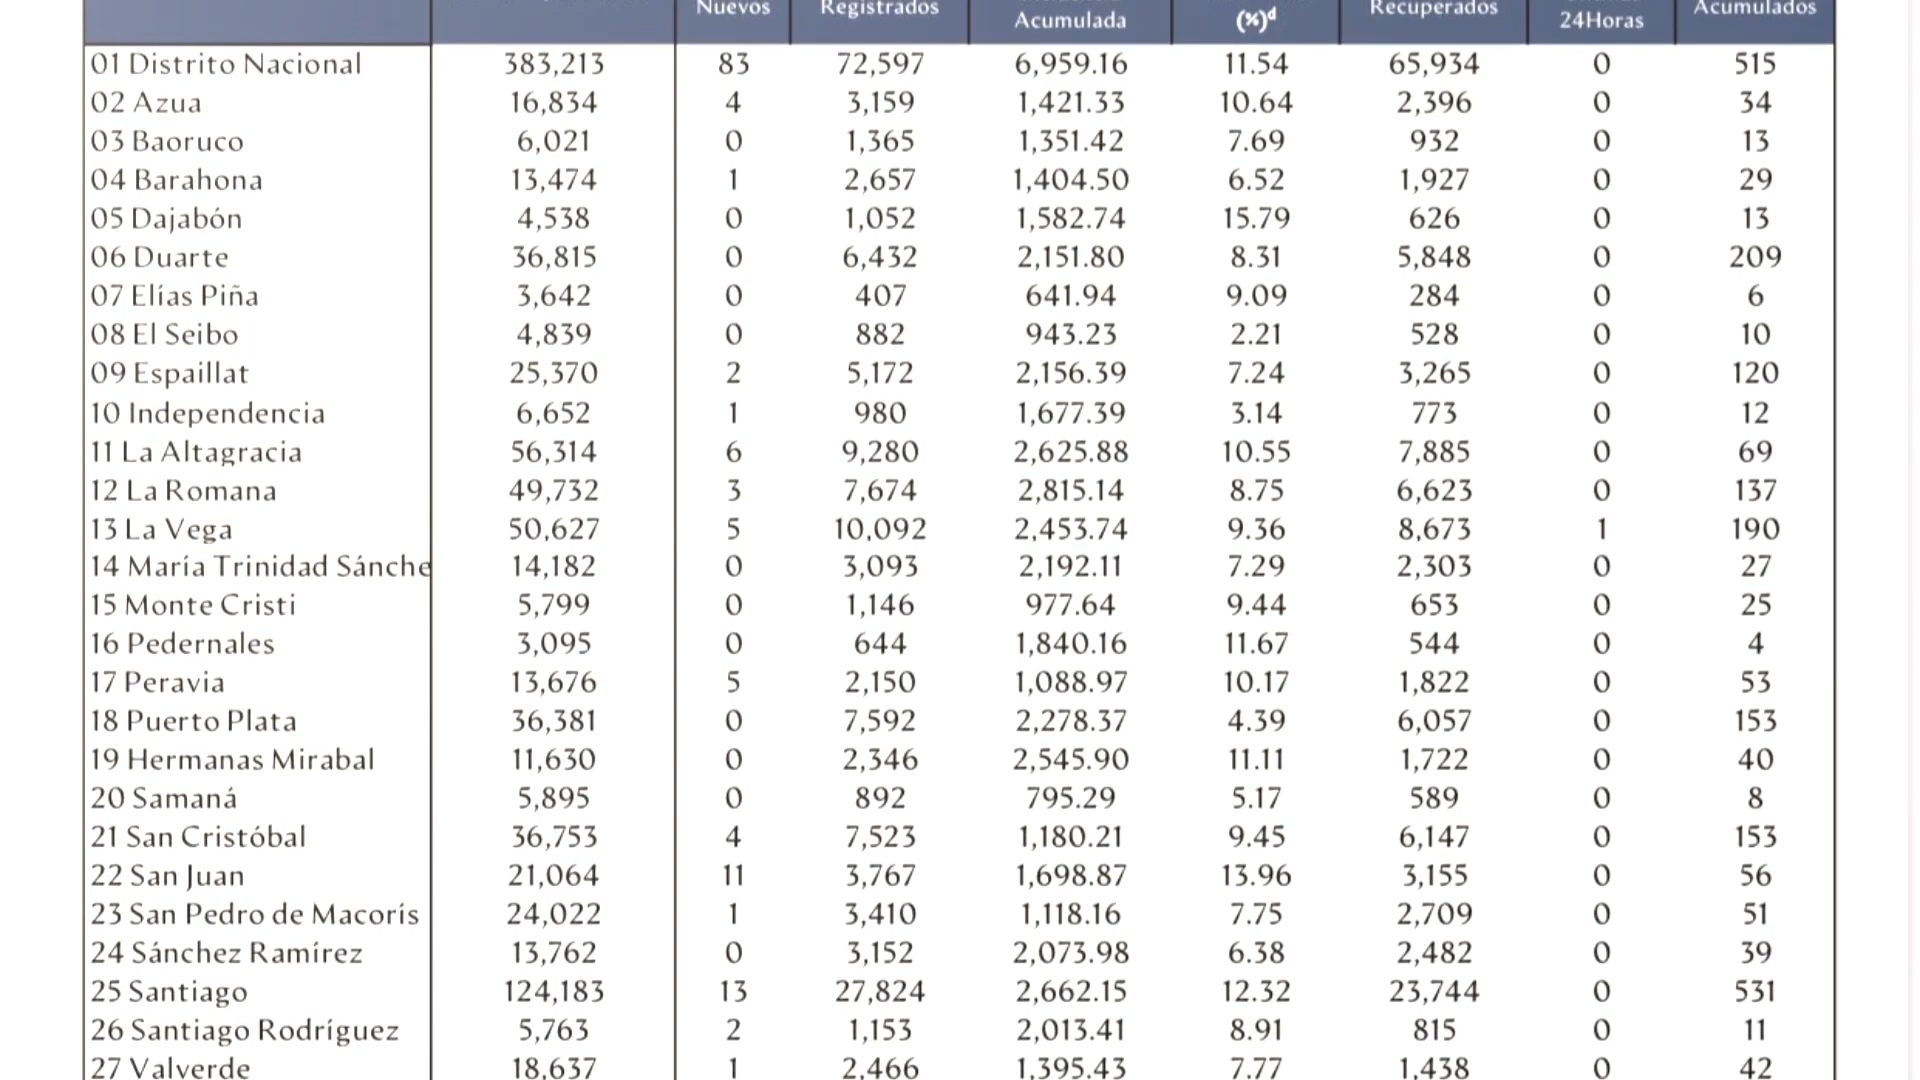 Nuevos Registrados Acumulada (%)d Recuperados 24Horas Acumulados
01 Distrito Nacional 383,213 83 72,597 6,959.16 11.54 65,934 0 515
02 Azua 16,834 4 3,159 1,421.33 10.64 2,396 0 34
03 Baoruco 6,021 0 1,365 1,351.42 7.69 932 0 13
04 Barahona 13,474 1 2,657 1,404.50 6.52 1,927 0 29
05 Dajabón 4,538 0 1,052 1,582.74 15.79 626 0 13
06 Duarte 36,815 0 6,432 2,151.80 8.31 5,848 0 209
07 Elías Piña 3,642 0 407 641.94 9.09 284 0 6
08 El Seibo 4,839 0 882 943.23 2.21 528 0 10
09 Espaillat 25,370 2 5,172 2,156.39 7.24 3,265 0 120
10 Independencia 6,652 1 980 1,677.39 3.14 773 0 12
11 La Altagracia 56,314 6 9,280 2,625.88 10.55 7,885 0 69
12 La Romana 49,732 3 7,674 2,815.14 8.75 6,623 0 137
13 La Vega 50,627 5 10,092 2,453.74 9.36 8,673 1 190
14 María Trinidad Sánche 14,182 0 3,093 2,192.11 7.29 2,303 0 27
15 Monte Cristi 5,799 0 1,146 977.64 9.44 653 0 25
16 Pedernales 3,095 0 644 1,840.16 11.67 544 0 4
17 Peravia 13,676 5 2,150 1,088.97 10.17 1,822 0 53
18 Puerto Plata 36,381 0 7,592 2,278.37 4.39 6,057 0 153
19 Hermanas Mirabal 11,630 0 2,346 2,545.90 11.11 1,722 0 40
20 Samaná 5,895 0 892 795.29 5.17 589 0 8
21 San Cristóbal 36,753 4 7,523 1,180.21 9.45 6,147 0 153
22 San Juan 21,064 11 3,767 1,698.87 13.96 3,155 0 56
23 San Pedro de Macorís 24,022 1 3,410 1,118.16 7.75 2,709 0 51
24 Sánchez Ramírez 13,762 0 3,152 2,073.98 6.38 2,482 0 39
25 Santiago 124,183 13 27,824 2,662.15 12.32 23,744 0 531
26 Santiago Rodríguez 5,763 2 1,153 2,013.41 8.91 815 0 11
27 Valverde 18,637 1 2,466 1,395.43 7.77 1,438 0 42